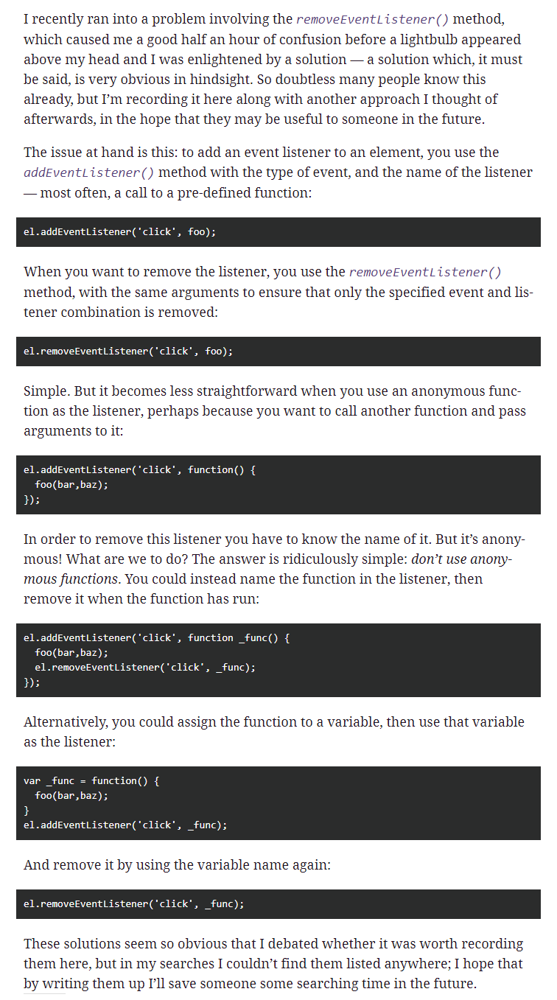 I recently ran into a problem involving the removeEventListener() method,
which caused me a good half an hour of confusion before a lightbulb appeared
above my head and I was enlightened by a solution — a solution which, it must
be said, is very obvious in hindsight. So doubtless many people know this
already, but I’m recording it here along with another approach I thought of
afterwards, in the hope that they may be useful to someone in the future.
The issue at hand is this: to add an event listener to an element, you use the
addEventListener() method with the type of event, and the name of the listener
— most often, a call to a pre-defined function:
el.addEventListener('click', foo);
When you want to remove the listener, you use the removeEventListener()
method, with the same arguments to ensure that only the specified event and lis-
tener combination is removed:
el.removeEventListener('click', foo);
Simple. But it becomes less straightforward when you use an anonymous func-
tion as the listener, perhaps because you want to call another function and pass
arguments to it:
el.addEventListener('click', function() {
  foo(bar,baz);
});
In order to remove this listener you have to know the name of it. But it’s anony-
mous! What are we to do? The answer is ridiculously simple: don’t use anony-
mous functions. You could instead name the function in the listener, then
remove it when the function has run:
el.addEventListener('click', function _func() {
  foo(bar,baz);
  el.removeEventListener('click', _func);
});
Alternatively, you could assign the function to a variable, then use that variable
as the listener:
var _func = function() {
  foo(bar,baz);
}
el.addEventListener('click', _func);
And remove it by using the variable name again:
el.removeEventListener('click', _func);
These solutions seem so obvious that I debated whether it was worth recording
them here, but in my searches I couldn’t find them listed anywhere; I hope that
by writing them up I’ll save someone some searching time in the future.